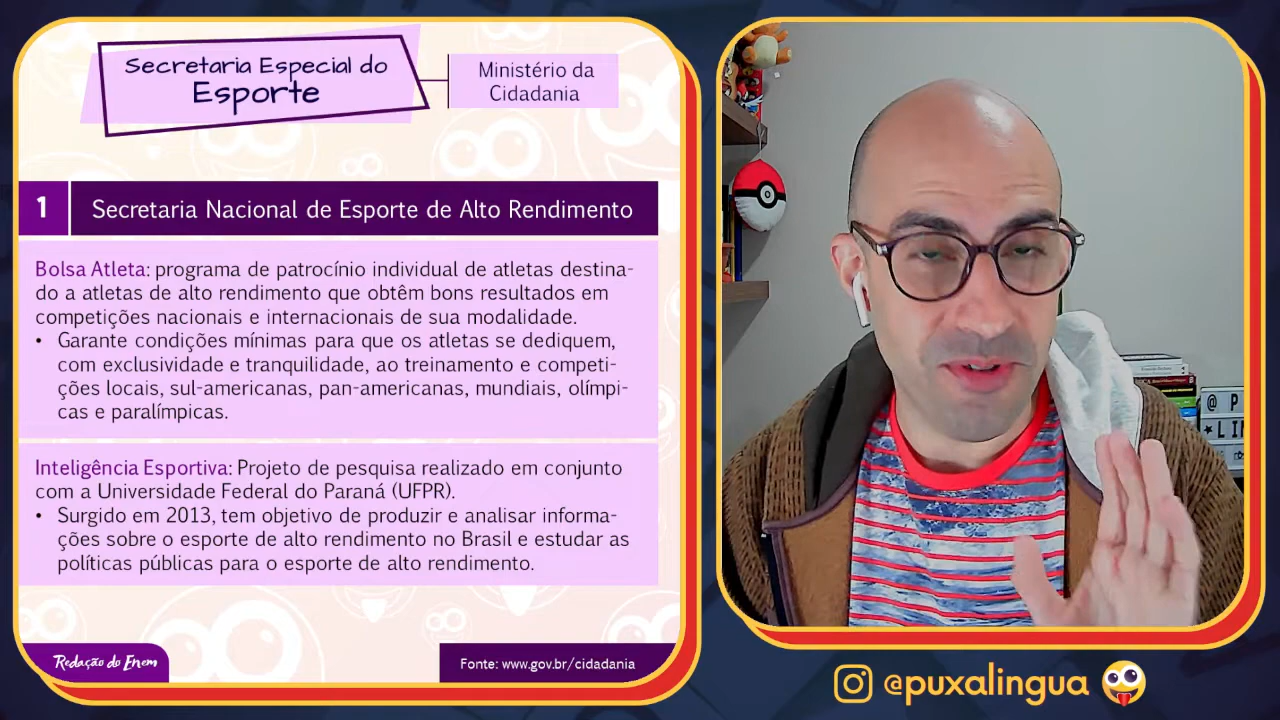 Secretaria Especial do
Esporte
Ministério da
Cidadania
1
Secretaria Nacional de Esporte de Alto Rendimento
Bolsa Atleta: programa de patrocínio individual de atletas destina-
do a atletas de alto rendimento que obtêm bons resultados em
competições nacionais e internacionais de sua modalidade.
• Garante condições mínimas para que os atletas se dediquem,
com exclusividade e tranquilidade, ao treinamento e competi-
ções locais, sul-americanas, pan-americanas, mundiais, olímpi-
cas e paralímpicas.
Inteligência Esportiva: Projeto de pesquisa realizado em conjunto
com a Universidade Federal do Paraná (UFPR).
• Surgido em 2013, tem objetivo de produzir e analisar informa-
ções sobre o esporte de alto rendimento no Brasil e estudar as
políticas públicas para o esporte de alto rendimento.
Redação do Enem
Fonte: www.gov.br/cidadania
@ P
LI
@puxalingua